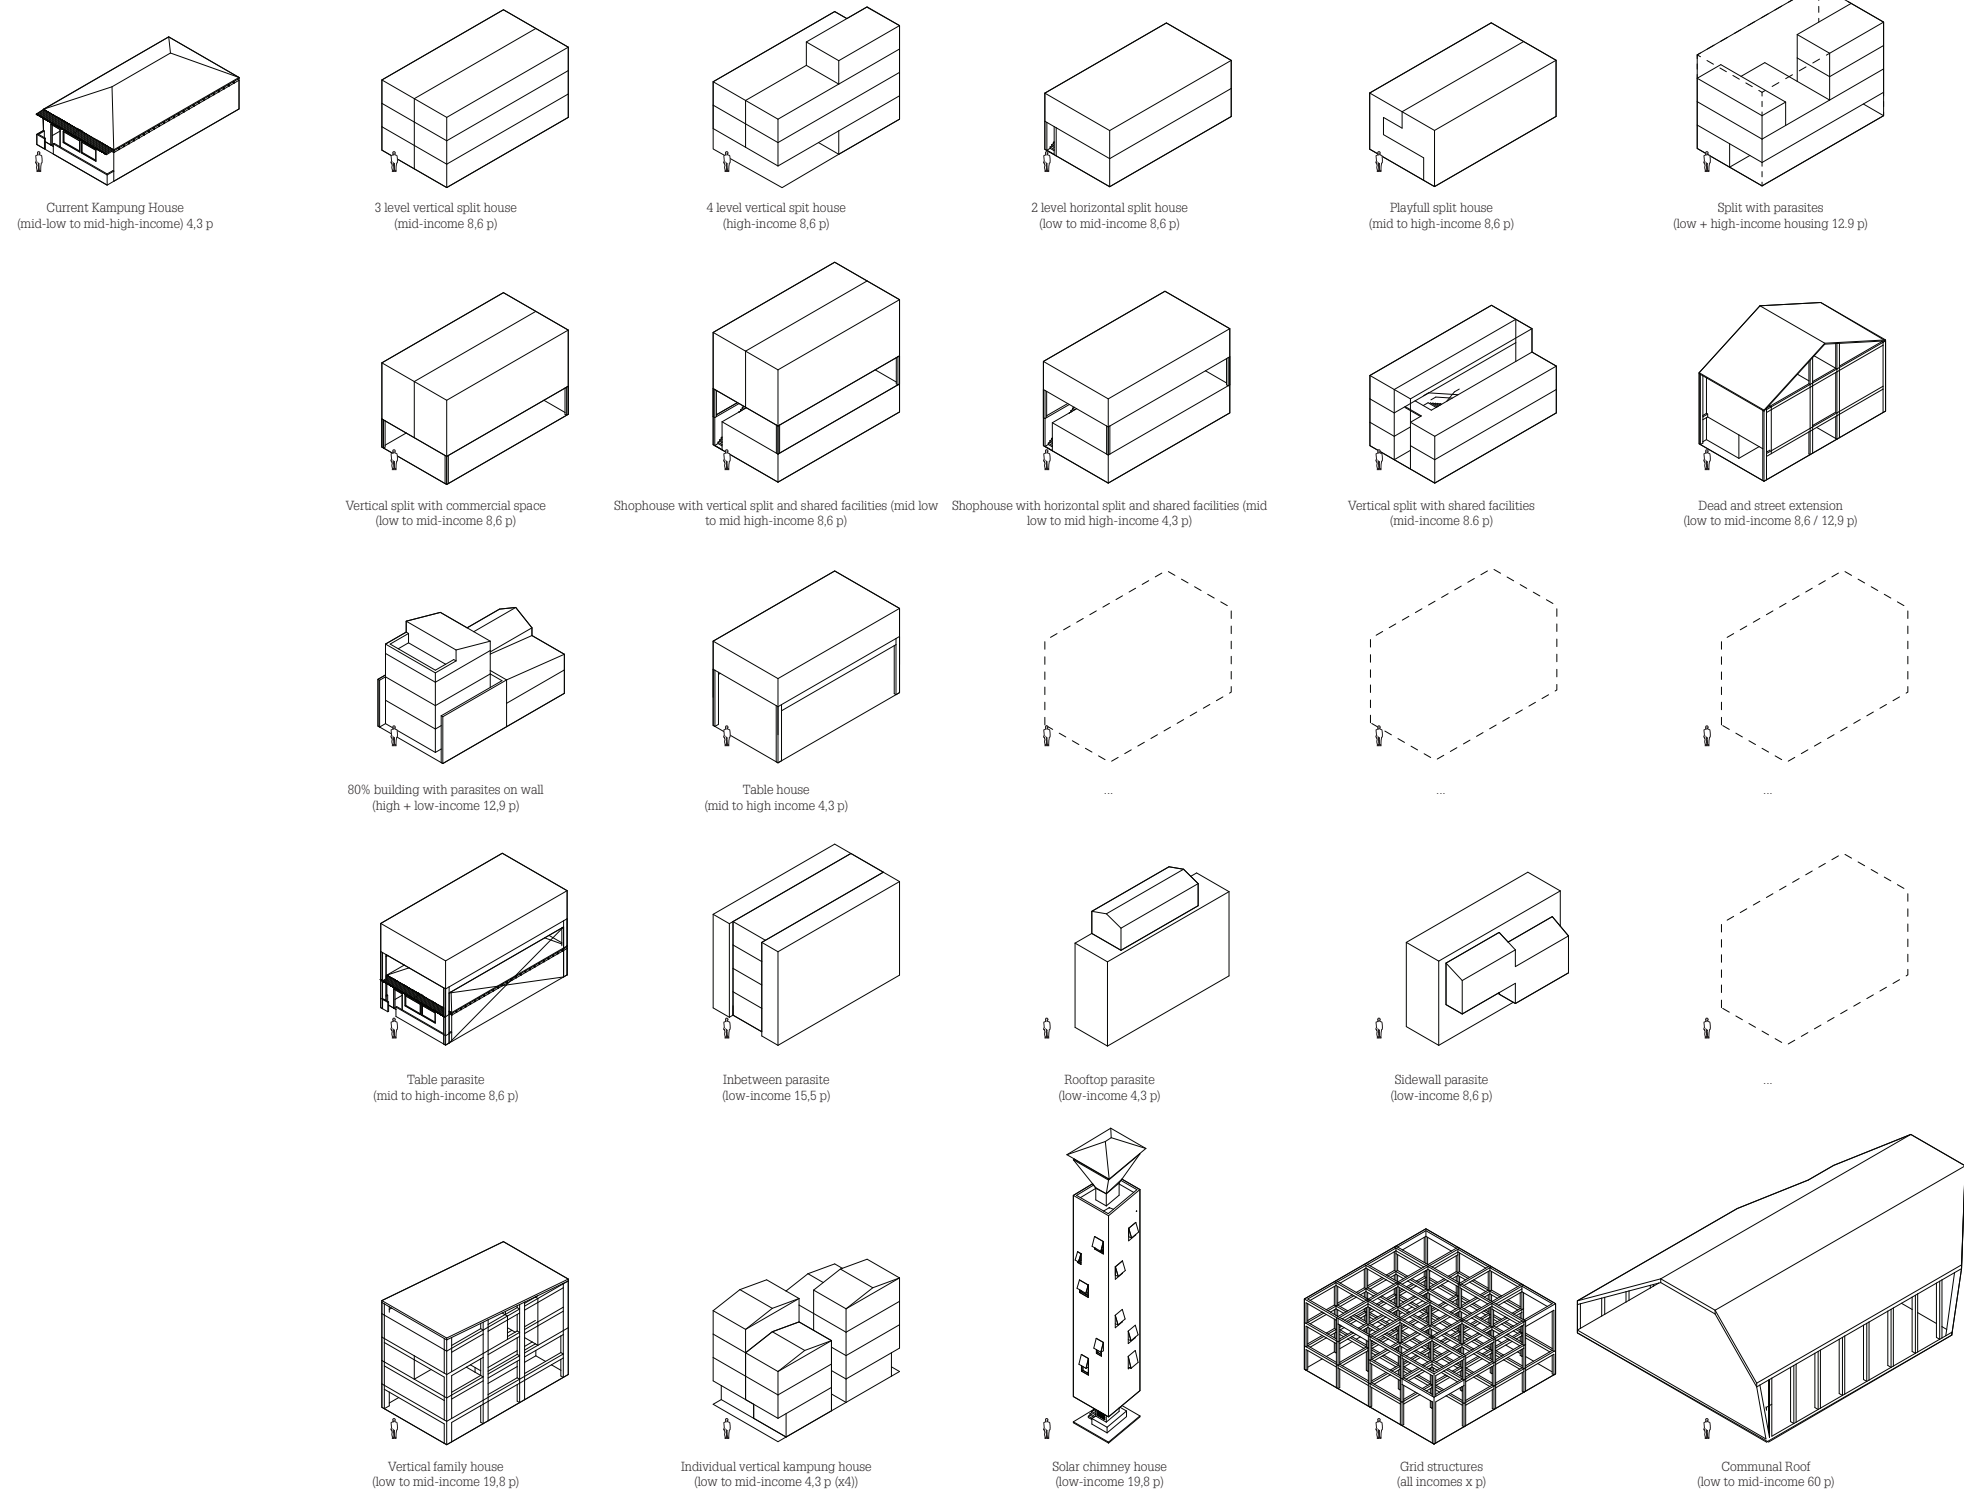 Current Kampung House
(mid-low to mid-high-income) 4,3 p
3 level vertical split house
(mid-income 8,6 p)
4 level vertical spit house
(high-income 8,6 p)
2 level horizontal split house
(low to mid-income 8,6 p)
Playfull split house
(mid to high-income 8,6 p)
Split with parasites
(low + high-income housing 12.9 p)
Vertical split with commercial space
(low to mid-income 8,6 p)
Shophouse with vertical split and shared facilities (mid low
to mid high-income 8,6 p)
Shophouse with horizontal split and shared facilities (mid
low to mid high-income 4,3 p)
Vertical split with shared facilities
(mid-income 8.6 p)
Dead and street extension
(low to mid-income 8,6 / 12,9 p)
80% building with parasites on wall
(high + low-income 12,9 p)
Table house
(mid to high income 4,3 p)
...
...
...
Table parasite
(mid to high-income 8,6 p)
Inbetween parasite
(low-income 15,5 p)
Rooftop parasite
(low-income 4,3 p)
Sidewall parasite
(low-income 8,6 p)
...
Vertical family house
(low to mid-income 19,8 p)
Individual vertical kampung house
(low to mid-income 4,3 p (x4))
Solar chimney house
(low-income 19,8 p)
Grid structures
(all incomes x p)
Communal Roof
(low to mid-income 60 p)